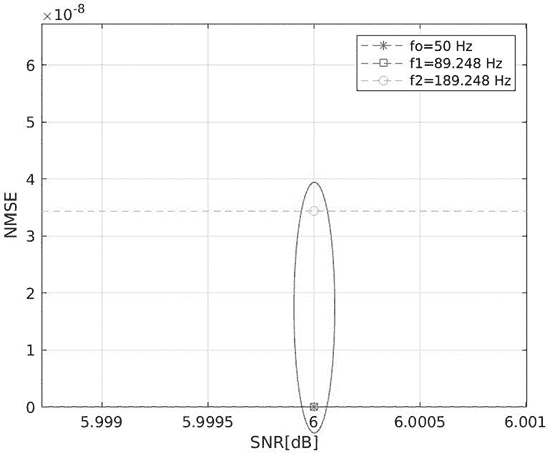 ×10⁻⁸
6
5
4
3
2
1
0
NMSE
fo=50 Hz
f1=89.248 Hz
f2=189.248 Hz
5.999
5.9995
6
6.0005
6.001
SNR[dB]